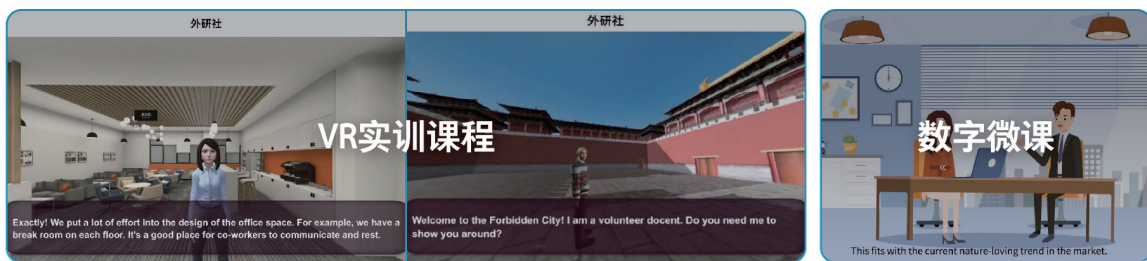 外研社
外研社
VR实训课程
Exactly! We put a lot of effort into the design of the office space. For example, we have a
break room on each floor. It's a good place for co-workers to communicate and rest.
Welcome to the Forbidden City! I am a volunteer docent. Do you need me to
show you around?
数字微课
This fits with the current nature-loving trend in the market.